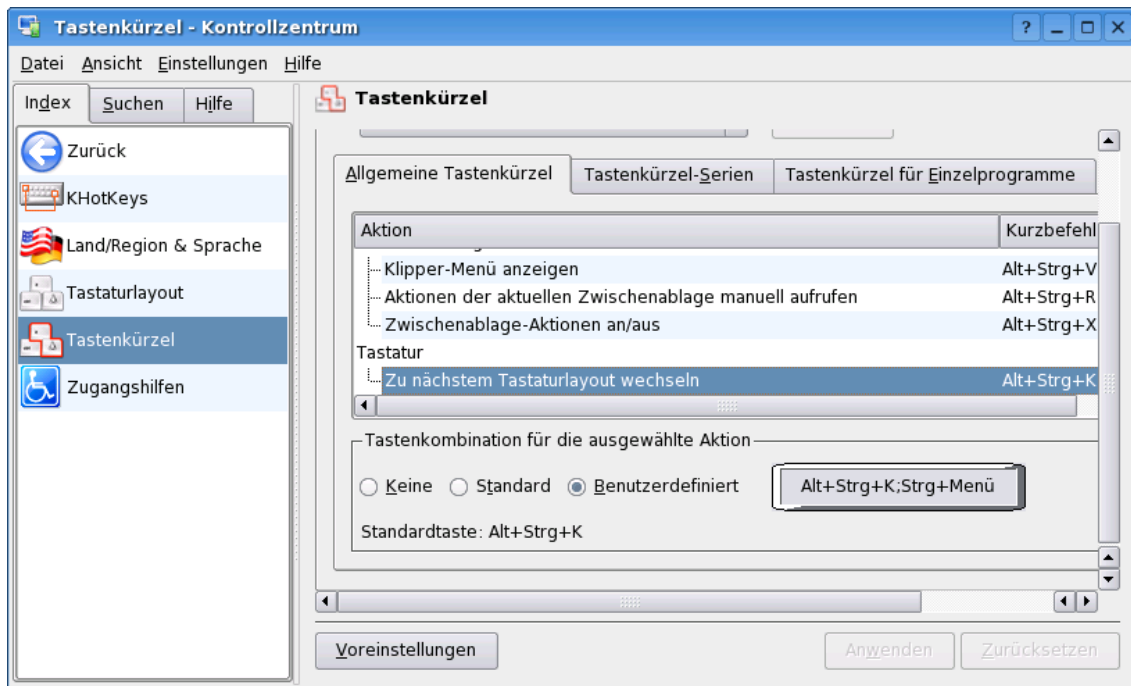 Tastenkürzel - Kontrollzentrum
Datei Ansicht Einstellungen Hilfe
Index Suchen Hilfe
Zurück
KHotKeys
Land/Region & Sprache
Tastaturlayout
Tastenkürzel
Zugangshilfen
Tastenkürzel
Allgemeine Tastenkürzel Tastenkürzel-Serien Tastenkürzel für Einzelprogramme
Aktion Kurzbefehl
Klipper-Menü anzeigen Alt+Strg+V
Aktionen der aktuellen Zwischenablage manuell aufrufen Alt+Strg+R
Zwischenablage-Aktionen an/aus Alt+Strg+X
Tastatur
Zu nächstem Tastaturlayout wechseln Alt+Strg+K
Tastenkombination für die ausgewählte Aktion
Keine Standard Benutzerdefiniert Alt+Strg+K;Strg+Menü
Standardtaste: Alt+Strg+K
Voreinstellungen Anwenden Zurücksetzen